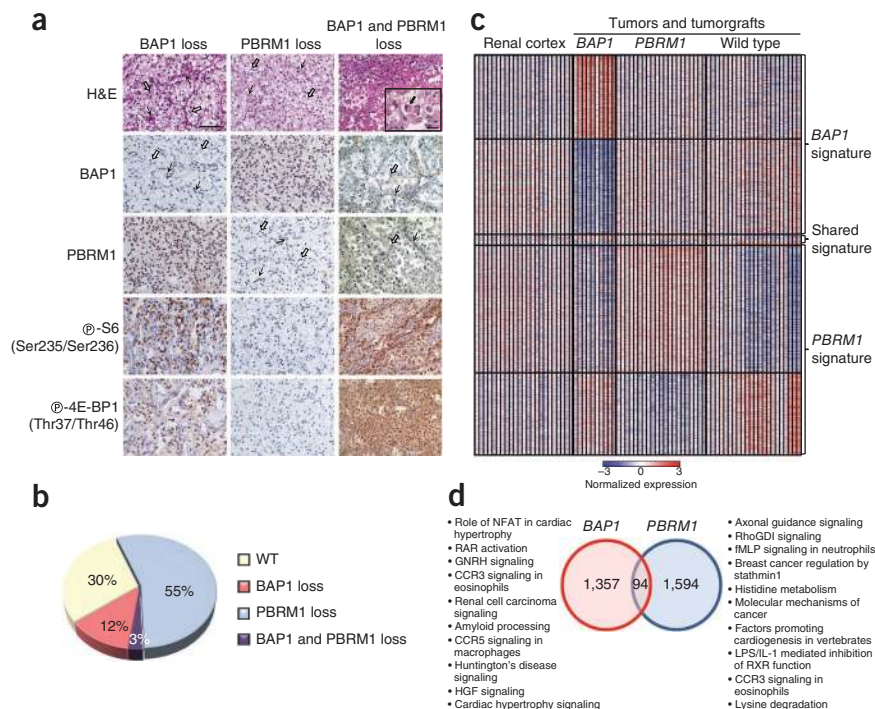 a
BAP1 loss
PBRM1 loss
BAP1 and PBRM1
loss
H&E
BAP1
PBRM1
Ⓟ-S6
(Ser235/Ser236)
Ⓟ-4E-BP1
(Thr37/Thr46)
b
30%
55%
12%
3%
WT
BAP1 loss
PBRM1 loss
BAP1 and PBRM1 loss
c
Tumors and tumorgrafts
Renal cortex
BAP1
PBRM1
Wild type
BAP1
signature
Shared
signature
PBRM1
signature
–3 0 3
Normalized expression
d
• Role of NFAT in cardiac
hypertrophy
• RAR activation
• GNRH signaling
• CCR3 signaling in
eosinophils
• Renal cell carcinoma
signaling
• Amyloid processing
• CCR5 signaling in
macrophages
• Huntington's disease
signaling
• HGF signaling
• Cardiac hypertrophy signaling
BAP1
PBRM1
1,357
94
1,594
• Axonal guidance signaling
• RhoGDI signaling
• fMLP signaling in neutrophils
• Breast cancer regulation by
stathmin1
• Histidine metabolism
• Molecular mechanisms of
cancer
• Factors promoting
cardiogenesis in vertebrates
• LPS/IL-1 mediated inhibition
of RXR function
• CCR3 signaling in
eosinophils
• Lysine degradation